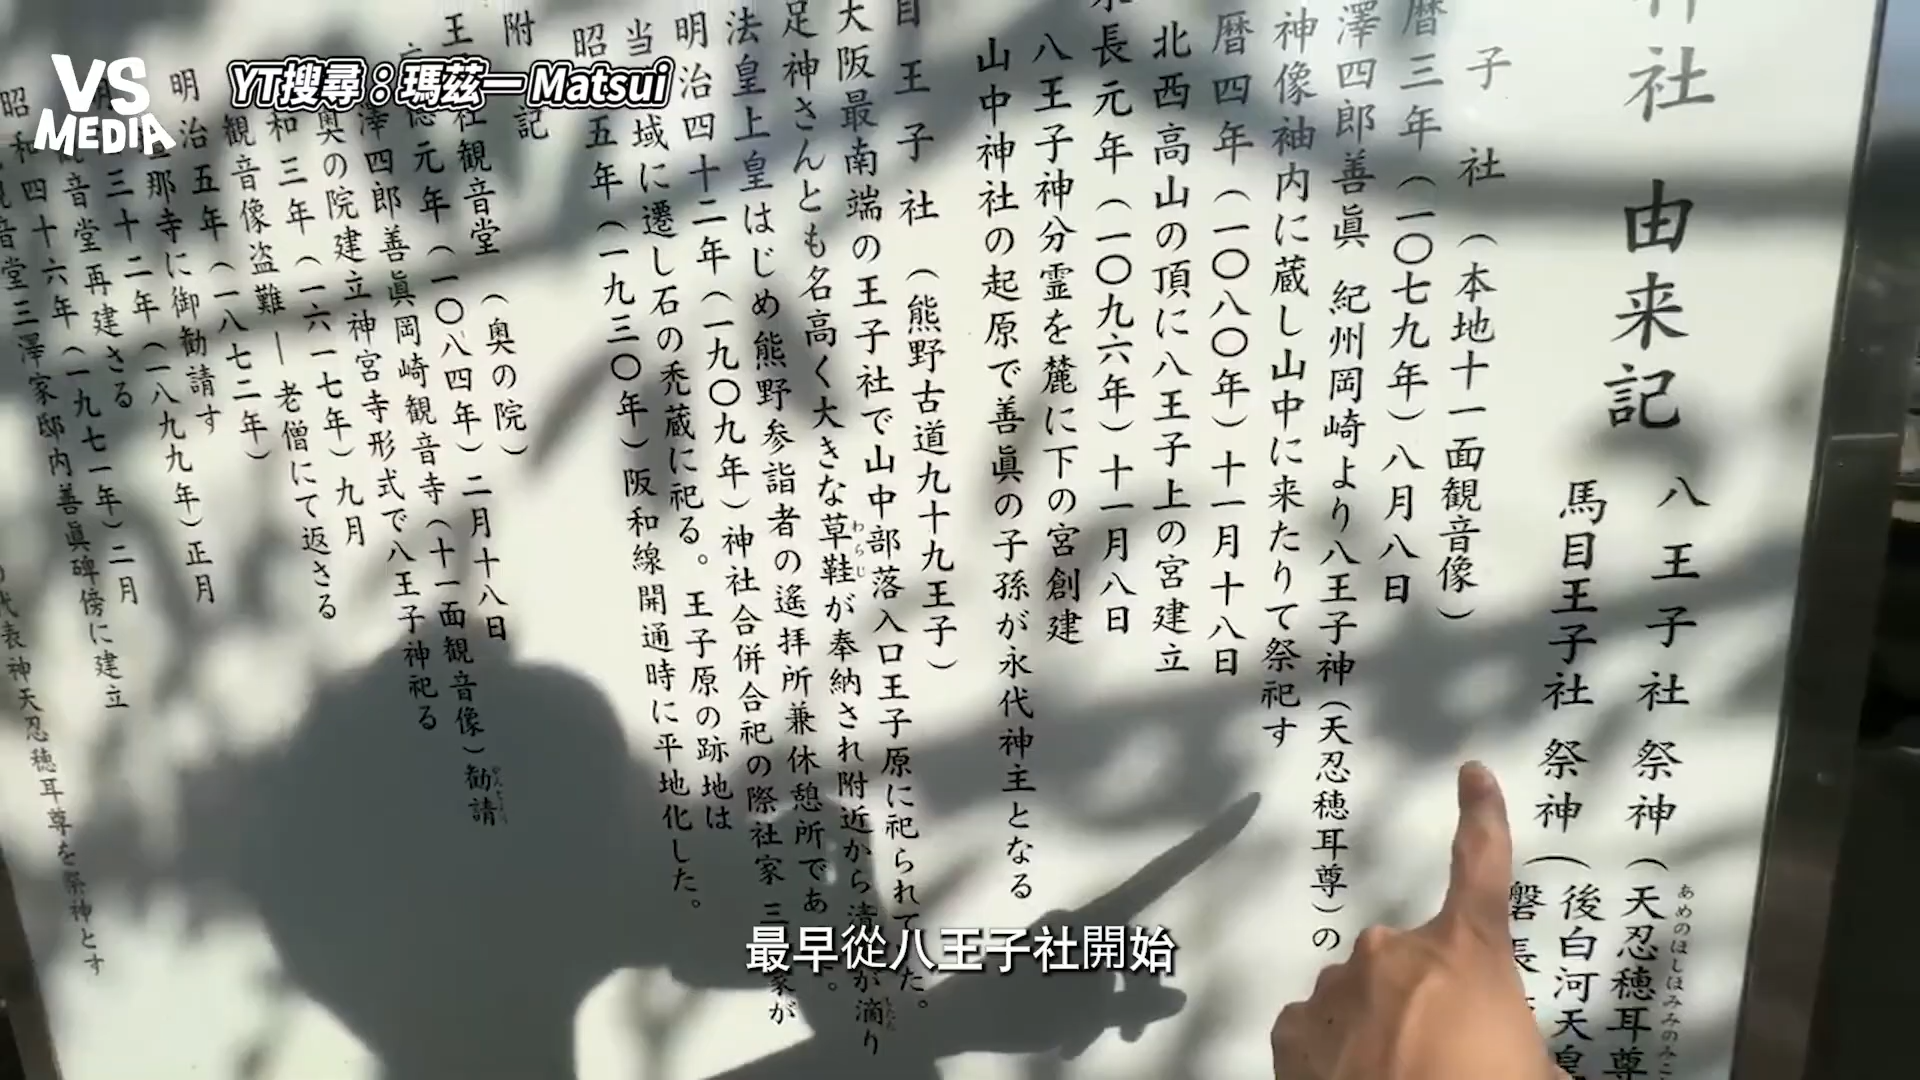 VS
MEDIA
YT搜尋：瑪茲一 Matsui
社 由来記
八王子社 祭神（天忍穂耳尊
馬目王子社 祭神（後白河天皇
磐長
子社（本地十一面観音像）
暦三年（一〇七九年）八月八日
澤四郎善眞 紀州岡崎より八王子神（天忍穂耳尊）の
神像袖内に蔵し山中に来たりて祭祀す
暦四年（一〇八〇年）十一月十八日
北西高山の頂に八王子上の宮建立
長元年（一〇九六年）十一月八日
八王子神分霊を麓に下の宮創建
山中神社の起原で善眞の子孫が永代神主となる
目王子社（熊野古道九十九王子）
大阪最南端の王子社で山中部落入口王子原に祀られて
た。
足神さんとも名高く大きな草鞋が奉納され附近から清
が滴り
法皇上皇はじめ熊野参詣者の遙拝所兼休憩所であ
。
明治四十二年（一九〇九年）神社合併合祀の際社家 三
家が
当域に遷し石の禿蔵に祀る。王子原の跡地は
昭五年（一九三〇年）阪和線開通時に平地化した。
附記
王社観音堂（奥の院）
徳元年（一〇八四年）二月十八日
澤四郎善眞岡崎観音寺（十一面観音像）勧請
奥の院建立神宮寺形式で八王子神祀る
和三年（一六一七年）九月
観音像盗難―老僧にて返さる
明治五年（一八七二年）
那寺に御勧請す
三十二年（一八九九年）正月
観音堂再建さる
昭和四十六年（一九七一年）二月
観音堂三澤家邸内善眞碑傍に建立
代表神天忍穂耳尊を祭神とす
最早從八王子社開始